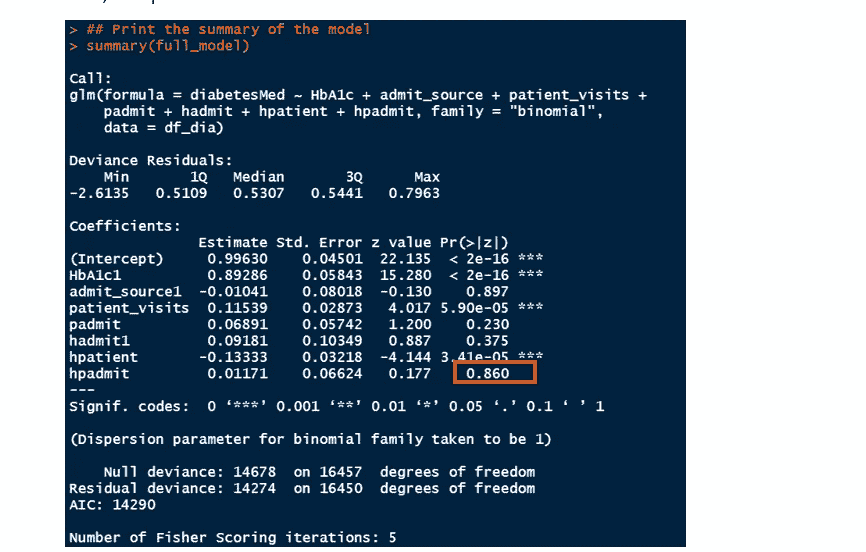 > ## Print the summary of the model
> summary(full_model)
Call:
glm(formula = diabetesMed ~ HbA1c + admit_source + patient_visits +
    padmit + hadmit + hpatient + hpadmit, family = "binomial",
    data = df_dia)
Deviance Residuals:
    Min       1Q   Median       3Q      Max
-2.6135   0.5109   0.5307   0.5441   0.7963
Coefficients:
               Estimate Std. Error z value Pr(>|z|)
(Intercept)     0.99630    0.04501  22.135  < 2e-16 ***
HbA1c1          0.89286    0.05843  15.280  < 2e-16 ***
admit_source1  -0.01041    0.08018  -0.130    0.897
patient_visits  0.11539    0.02873   4.017 5.90e-05 ***
padmit          0.06891    0.05742   1.200    0.230
hadmit1         0.09181    0.10349   0.887    0.375
hpatient       -0.13333    0.03218  -4.144 3.41e-05 ***
hpadmit         0.01171    0.06624   0.177    0.860
---
Signif. codes:  0 ‘***’ 0.001 ‘**’ 0.01 ‘*’ 0.05 ‘.’ 0.1 ‘ ’ 1
(Dispersion parameter for binomial family taken to be 1)
    Null deviance: 14678  on 16457  degrees of freedom
Residual deviance: 14274  on 16450  degrees of freedom
AIC: 14290
Number of Fisher Scoring iterations: 5